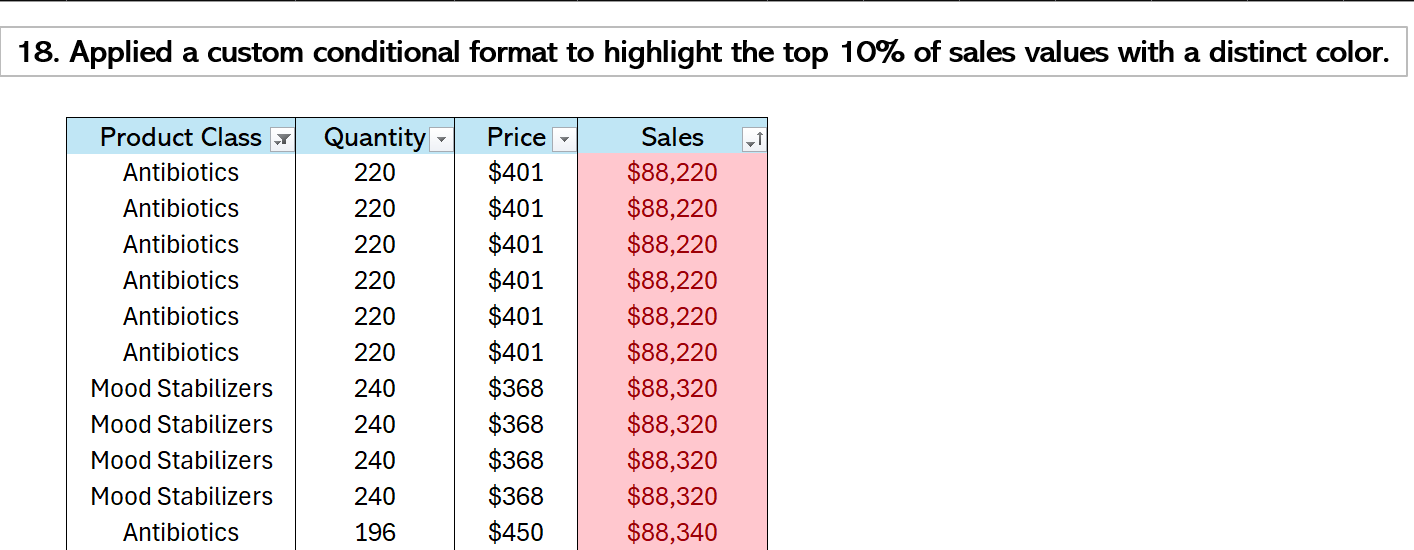 18. Applied a custom conditional format to highlight the top 10% of sales values with a distinct color.
Product Class Quantity Price Sales
Antibiotics 220 $401 $88,220
Antibiotics 220 $401 $88,220
Antibiotics 220 $401 $88,220
Antibiotics 220 $401 $88,220
Antibiotics 220 $401 $88,220
Antibiotics 220 $401 $88,220
Mood Stabilizers 240 $368 $88,320
Mood Stabilizers 240 $368 $88,320
Mood Stabilizers 240 $368 $88,320
Mood Stabilizers 240 $368 $88,320
Antibiotics 196 $450 $88,340